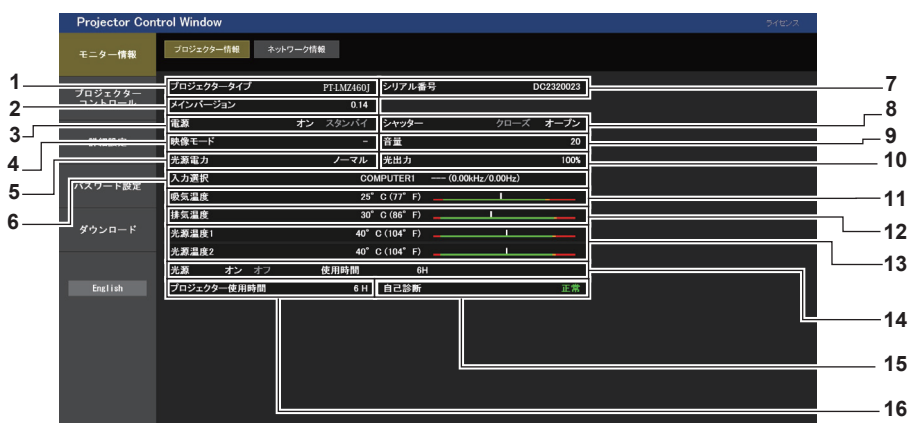 Projector Control Window ライセンス
モニター情報 プロジェクター情報 ネットワーク情報
1 プロジェクタータイプ PT-LMZ460J シリアル番号 DC2320023 7
プロジェクター
コントロール
2 メインバージョン 0.14
3 電源 オン スタンバイ シャッター クローズ オープン 8
詳細設定
4 映像モード - 音量 20 9
5 光源電力 ノーマル 光出力 100% 10
6 入力選択 COMPUTER1 --- (0.00kHz/0.00Hz)
パスワード設定
吸気温度 25°C(77°F) 11
排気温度 30°C(86°F) 12
ダウンロード
光源温度1 40°C(104°F) 13
光源温度2 40°C(104°F)
光源 オン オフ 使用時間 6H 14
English
プロジェクター使用時間 6 H 自己診断 正常 15
16